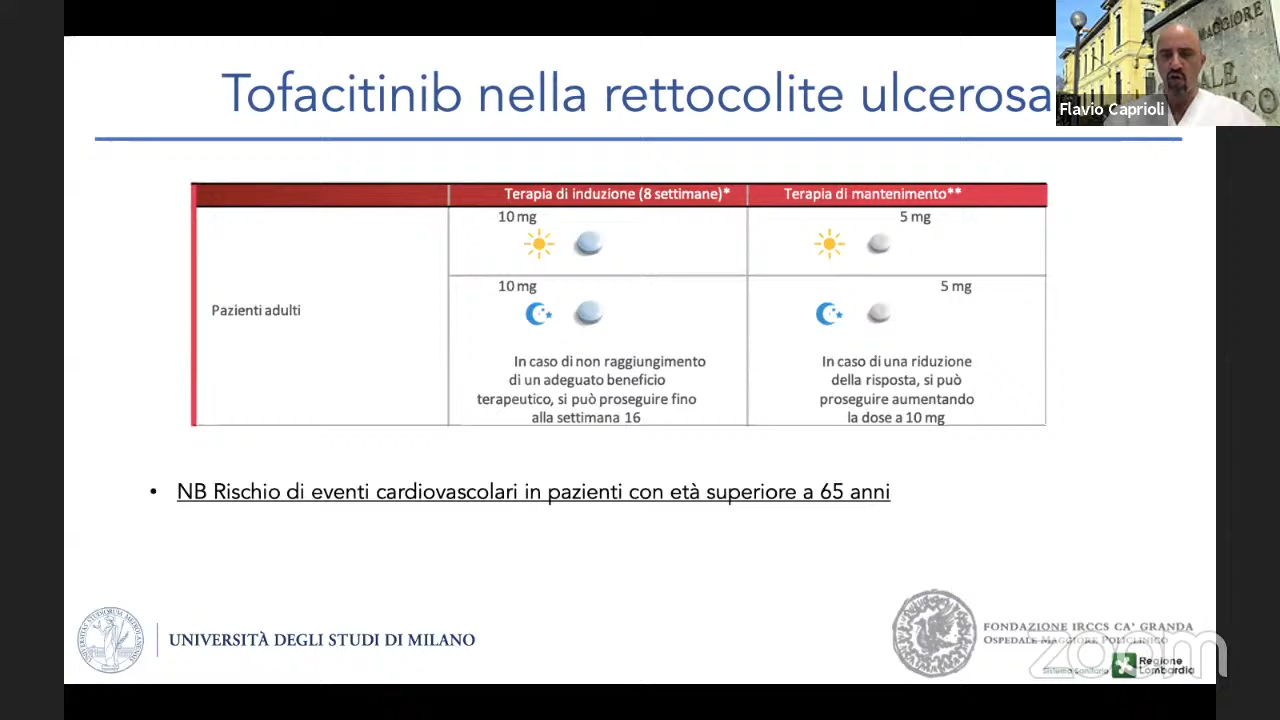 Tofacitinib nella rettocolite ulcerosa
MAGGIORE
Flavio Caprioli
Terapia di induzione (8 settimane)*
Terapia di mantenimento**
10 mg
5 mg
Pazienti adulti
10 mg
5 mg
In caso di non raggiungimento
di un adeguato beneficio
terapeutico, si può proseguire fino
alla settimana 16
In caso di una riduzione
della risposta, si può
proseguire aumentando
la dose a 10 mg
• NB Rischio di eventi cardiovascolari in pazienti con età superiore a 65 anni
UNIVERSITÀ DEGLI STUDI DI MILANO
FONDAZIONE IRCCS CA' GRANDA
OSPEDALE MAGGIORE POLICLINICO
Sistema Sanitario
Regione
Lombardia
zoom